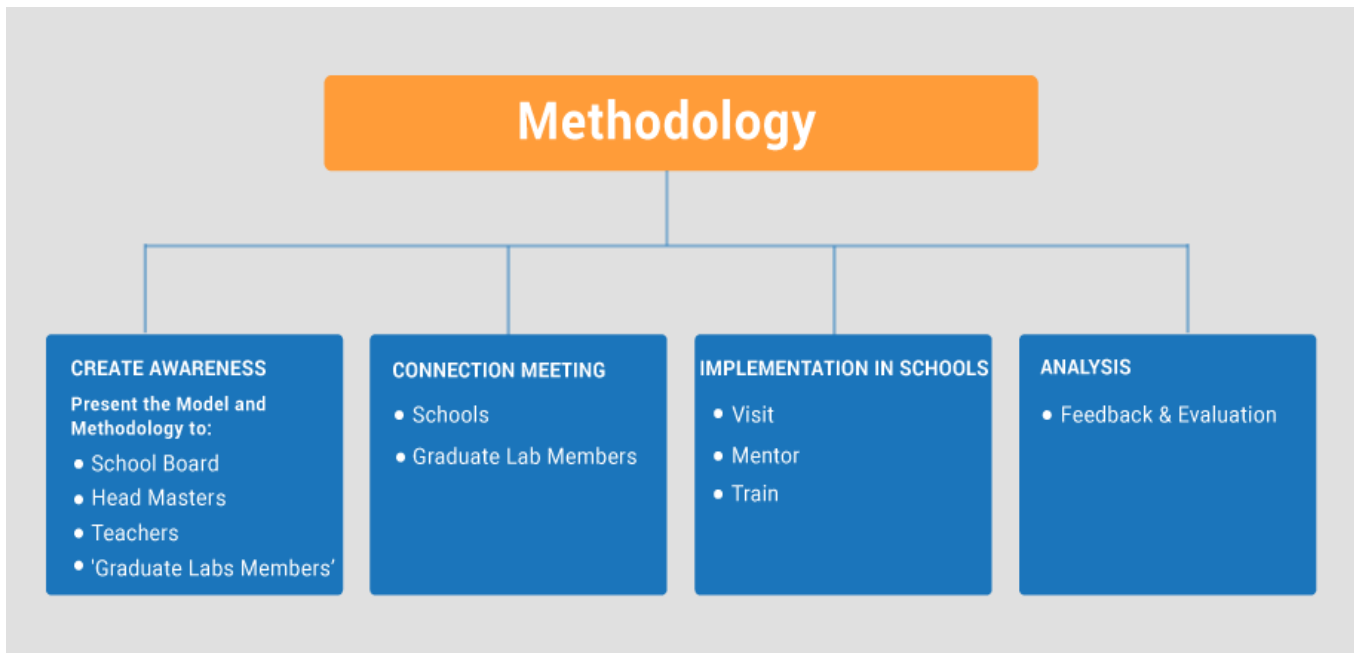 Methodology
CREATE AWARENESS
Present the Model and
Methodology to:
• School Board
• Head Masters
• Teachers
• 'Graduate Labs Members’
CONNECTION MEETING
• Schools
• Graduate Lab Members
IMPLEMENTATION IN SCHOOLS
• Visit
• Mentor
• Train
ANALYSIS
• Feedback & Evaluation